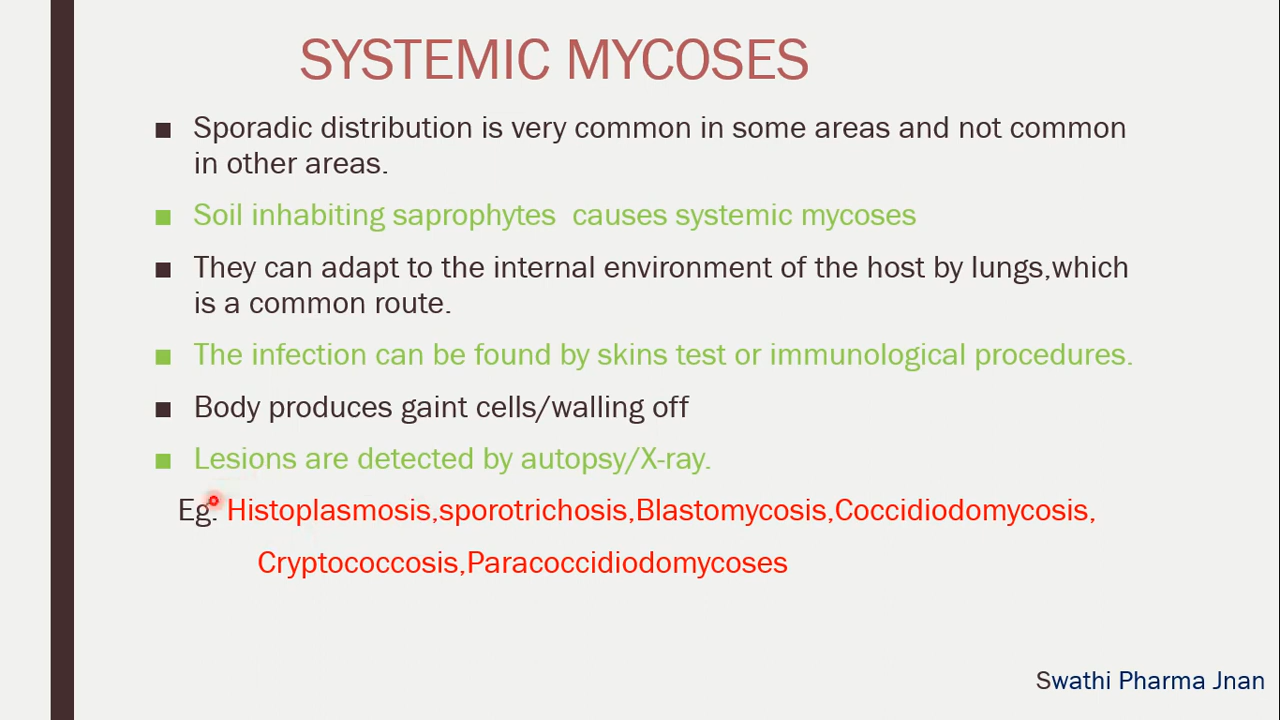 SYSTEMIC MYCOSES
■ Sporadic distribution is very common in some areas and not common
in other areas.
■ Soil inhabiting saprophytes causes systemic mycoses
■ They can adapt to the internal environment of the host by lungs,which
is a common route.
■ The infection can be found by skins test or immunological procedures.
■ Body produces gaint cells/walling off
■ Lesions are detected by autopsy/X-ray.
Eg: Histoplasmosis,sporotrichosis,Blastomycosis,Coccidiodomycosis,
Cryptococcosis,Paracoccidiodomycoses
Swathi Pharma Jnan